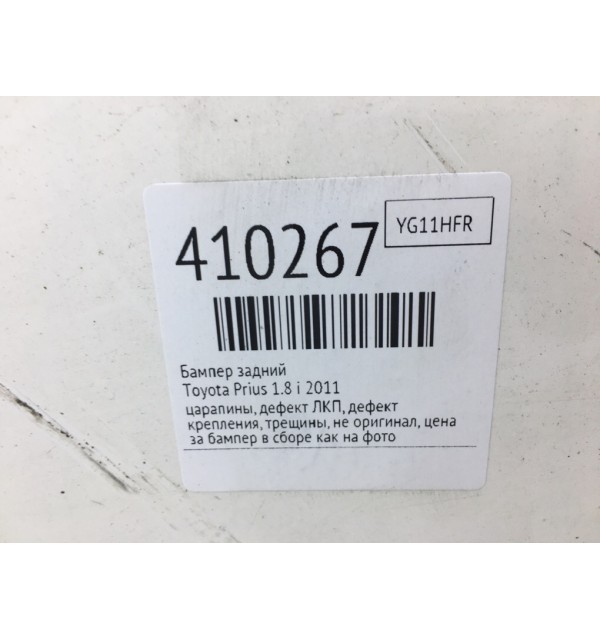 410267
YG11HFR
Бампер задний
Toyota Prius 1.8 i 2011
царапины, дефект ЛКП, дефект
крепления, трещины, не оригинал, цена
за бампер в сборе как на фото